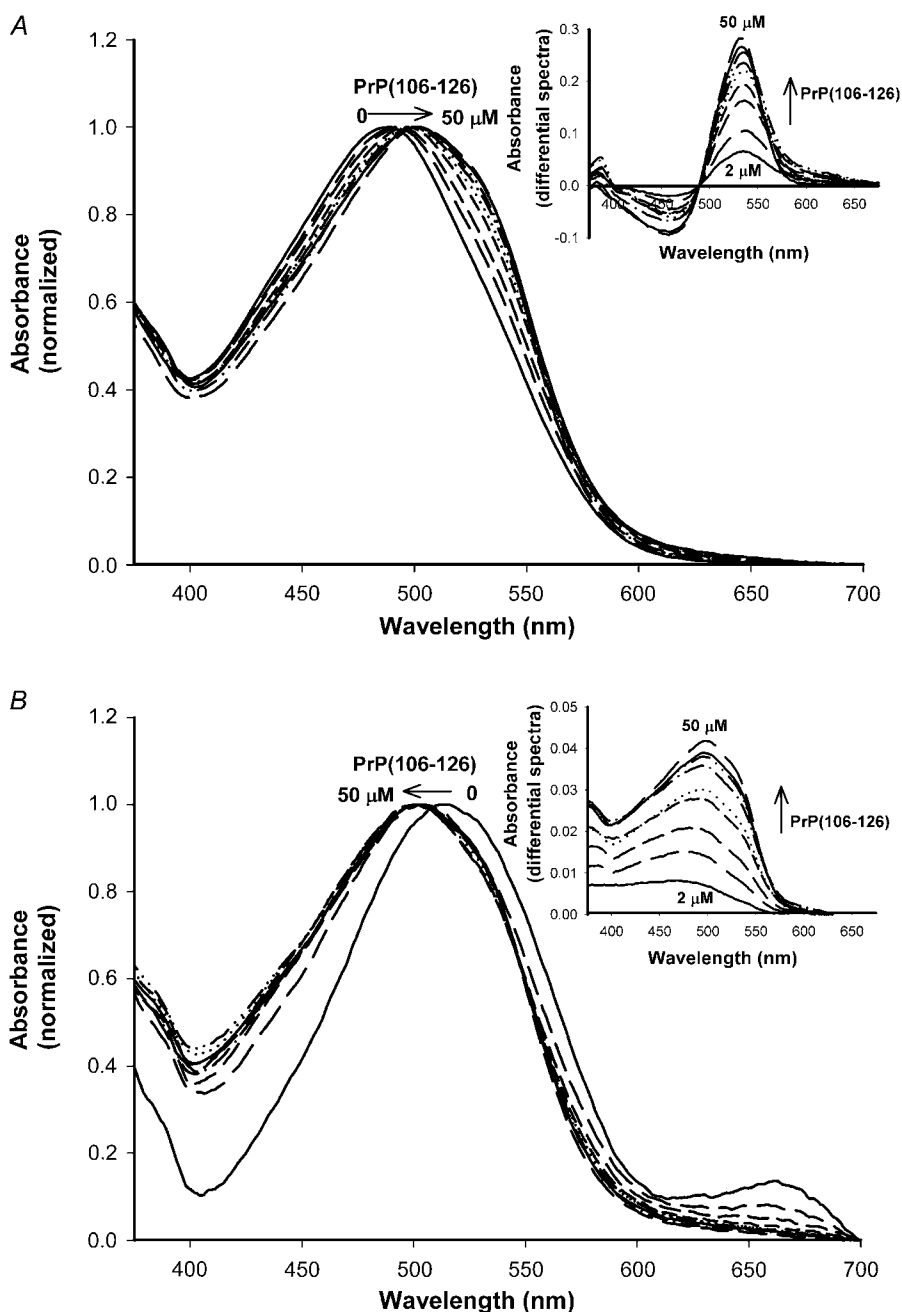 A
1.2
1.0
0.8
0.6
0.4
0.2
0.0
Absorbance
(normalized)
PrP(106-126)
0 50 μM
400 450 500 550 600 650 700
Wavelength (nm)
0.3
0.2
0.1
0.0
-0.1
Absorbance
(differential spectra)
50 μM
PrP(106-126)
2 μM
400 450 500 550 600 650
Wavelength (nm)
B
1.2
1.0
0.8
0.6
0.4
0.2
0.0
Absorbance
(normalized)
PrP(106-126)
50 μM 0
400 450 500 550 600 650 700
Wavelength (nm)
0.05
0.04
0.03
0.02
0.01
0.00
Absorbance
(differential spectra)
50 μM
PrP(106-126)
2 μM
400 450 500 550 600 650
Wavelength (nm)